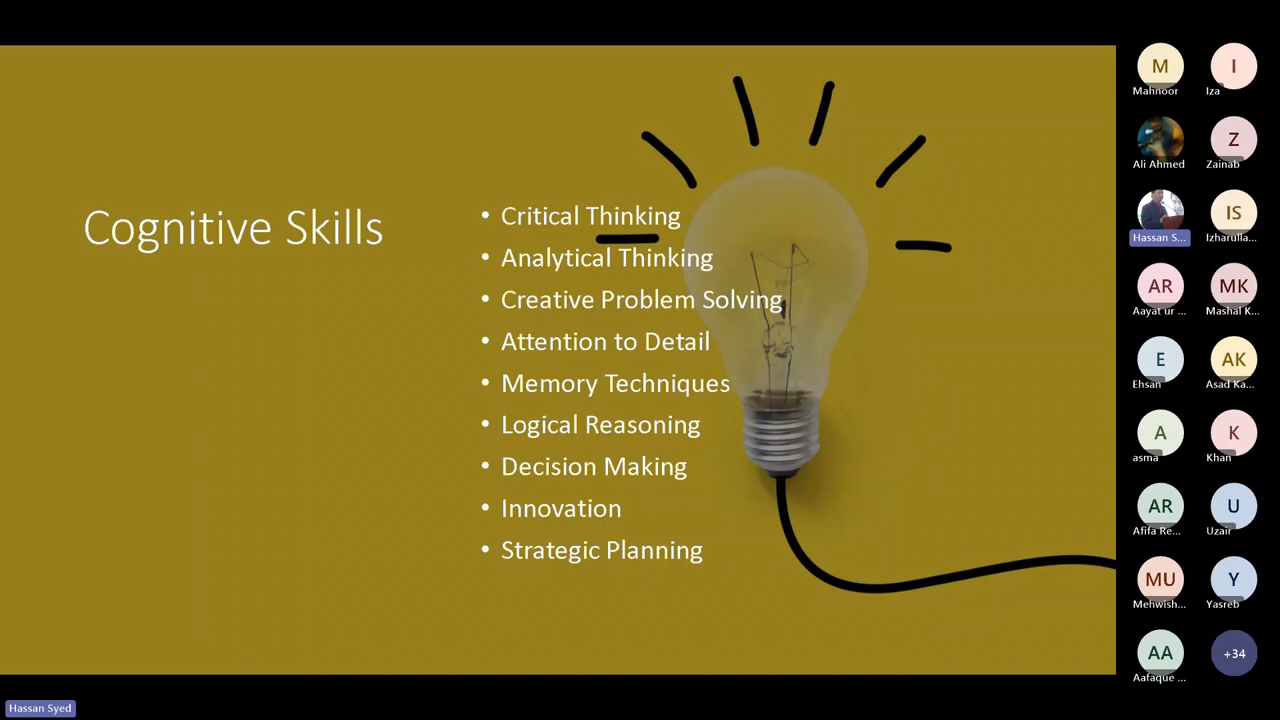 Cognitive Skills
• Critical Thinking
• Analytical Thinking
• Creative Problem Solving
• Attention to Detail
• Memory Techniques
• Logical Reasoning
• Decision Making
• Innovation
• Strategic Planning
M
Mahnoor
I
Iza
Ali Ahmed
Z
Zainab
Hassan S...
IS
Izharulla...
AR
Aayat ur ...
MK
Mashal K...
E
Ehsan
AK
Asad Ka...
A
asma
K
Khan
AR
Afifa Re...
U
Uzair
MU
Mehwish...
Y
Yasreb
AA
Aafaque ...
+34
Hassan Syed